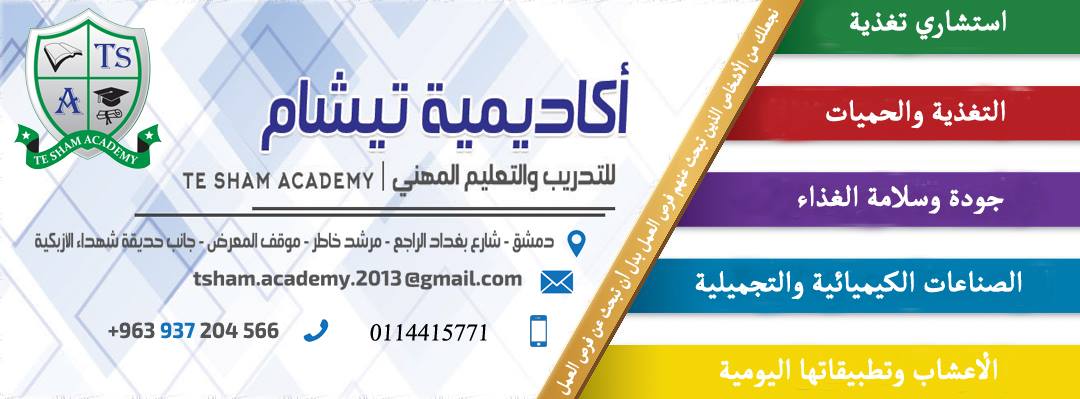 TS
A
TE SHAM ACADEMY
أكاديمية تيشام
للتدريب والتعليم المهني | TE SHAM ACADEMY
دمشق - شارع بغداد الراجع - مرشد خاطر - موقف المعرض - جانب حديقة شهداء الازبكية
tsham.academy.2013@gmail.com
+963 937 204 566
0114415771
نجعلك من الأشخاص الذين تبحث عنهم فرص العمل بدل أن تبحث عن فرص العمل
استشاري تغذية
التغذية والحميات
جودة وسلامة الغذاء
الصناعات الكيميائية والتجميلية
الأعشاب وتطبيقاتها اليومية